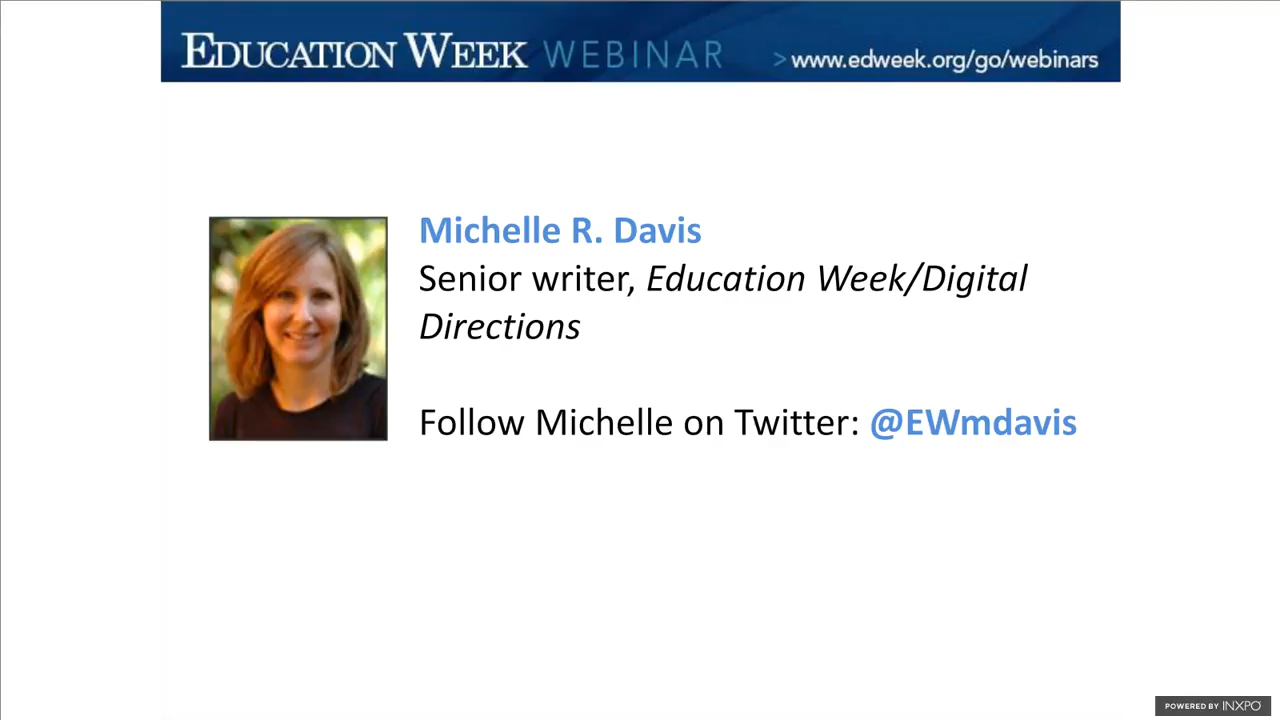 EDUCATION WEEK WEBINAR > www.edweek.org/go/webinars
Michelle R. Davis
Senior writer, Education Week/Digital
Directions
Follow Michelle on Twitter: @EWmdavis
POWERED BY INXPO